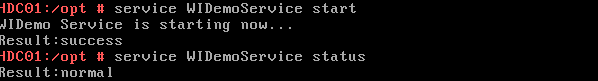 HDC01:/opt # service WIDemoService start
WIDemo Service is starting now...
Result:success
HDC01:/opt # service WIDemoService status
Result:normal